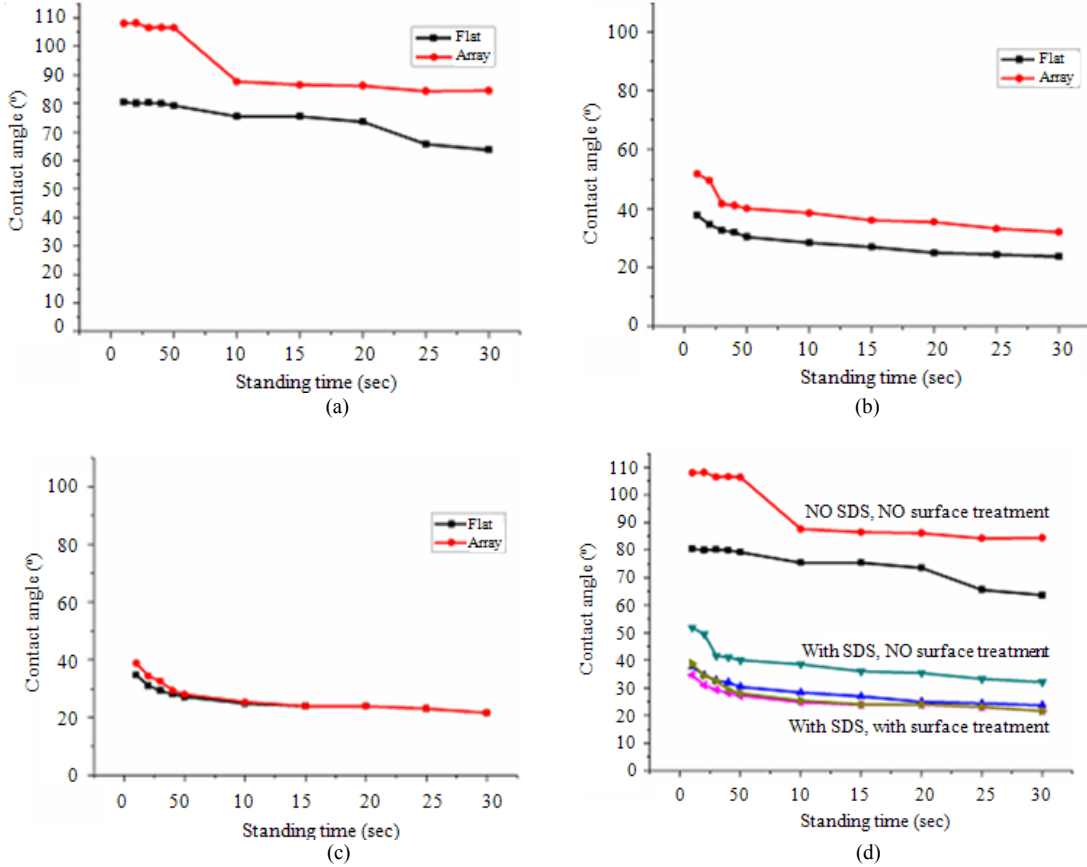 110
100
90
80
70
60
50
40
30
20
10
0
Contact angle (º)
Flat
Array
0 50 10 15 20 25 30
Standing time (sec)
(a)
100
80
60
40
20
0
Contact angle (º)
Flat
Array
0 50 10 15 20 25 30
Standing time (sec)
(b)
100
80
60
40
20
0
Contact angle (º)
Flat
Array
0 50 10 15 20 25 30
Standing time (sec)
(c)
110
100
90
80
70
60
50
40
30
20
10
0
Contact angle (º)
NO SDS, NO surface treatment
With SDS, NO surface treatment
With SDS, with surface treatment
0 50 10 15 20 25 30
Standing time (sec)
(d)